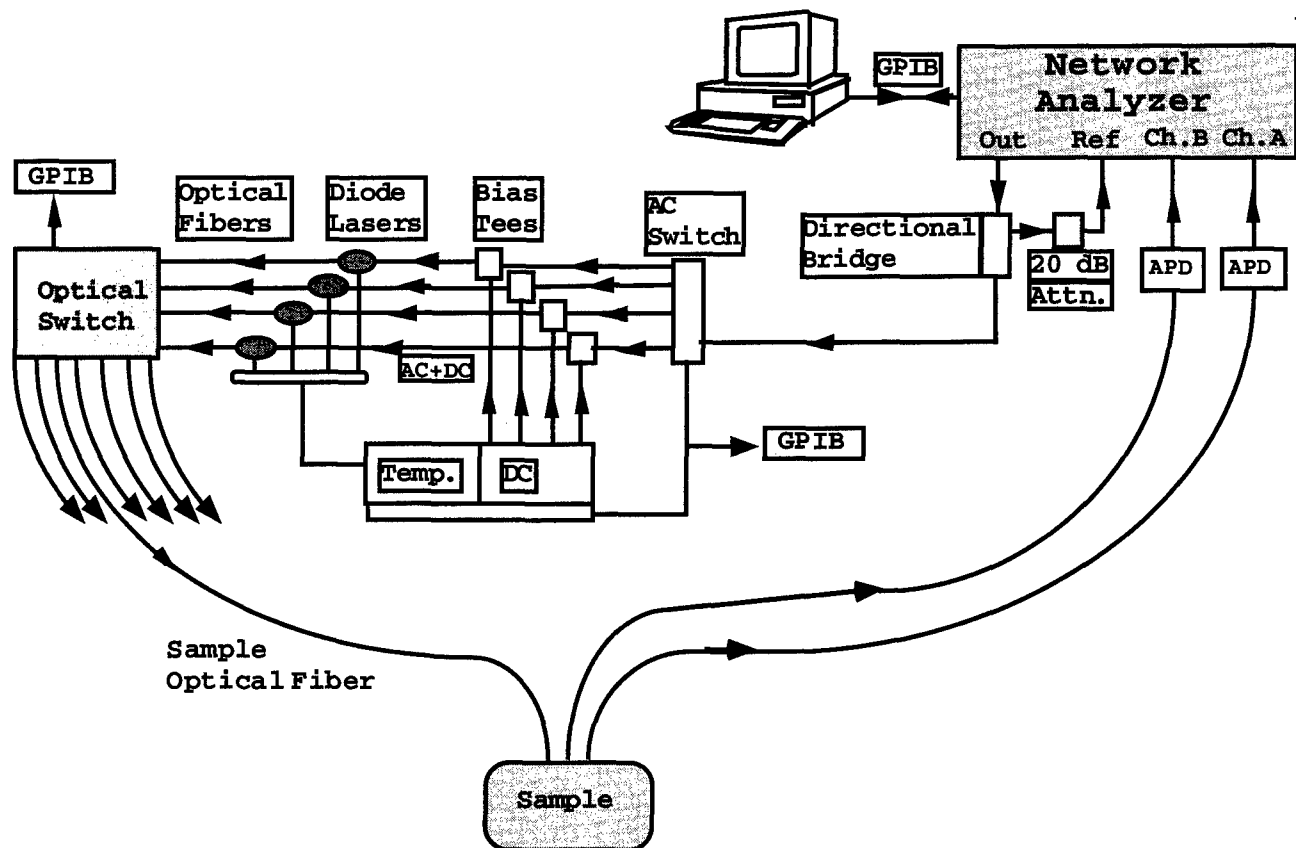 GPIB
Network
Analyzer
Out Ref Ch.B Ch.A
GPIB
Optical
Fibers
Diode
Lasers
Bias
Tees
AC
Switch
Directional
Bridge
20 dB
Attn.
APD
APD
Optical
Switch
AC+DC
GPIB
Temp.
DC
Sample
Optical Fiber
Sample